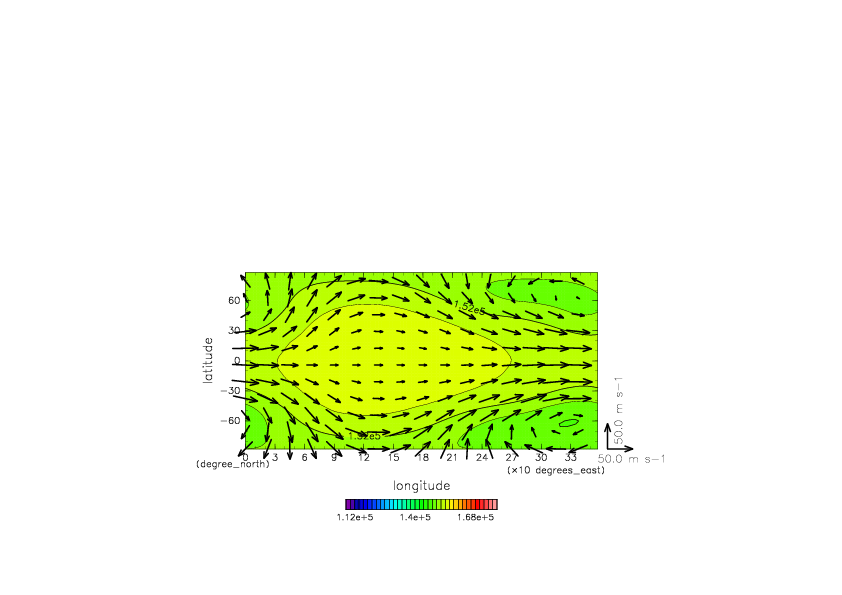 1.52e5
60
30
0
−30
−60
latitude
1.52e5
0 3 6 9 12 15 18 21 24 27 30 33
(degree_north)
(×10 degrees_east)
longitude
50.0 m s−1
50.0 m s−1
1.12e+5 1.4e+5 1.68e+5